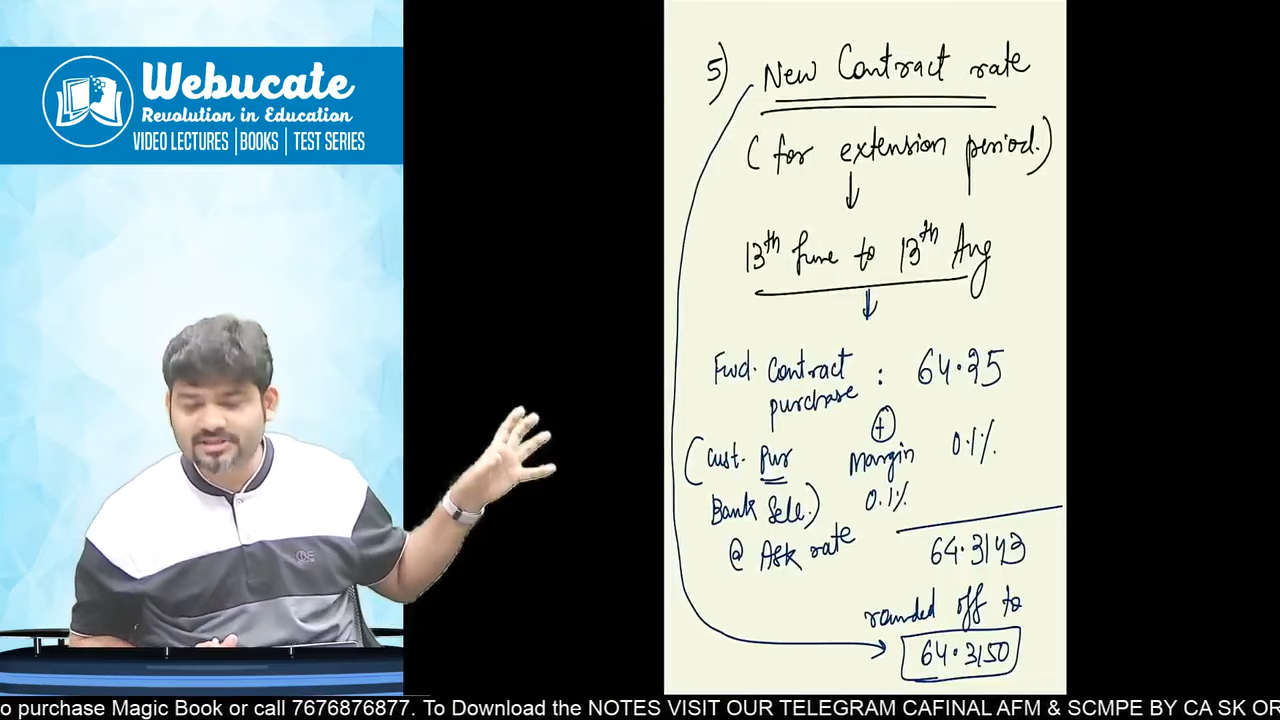 Webucate
Revolution in Education
VIDEO LECTURES | BOOKS | TEST SERIES
5) New Contract rate
( for extension period.)
13th June to 13th Aug
Fwd. Contract purchase : 64.25
+
(Cust. Pur Margin 0.1%
Bank Sell.) 0.1%
@ Ask rate
64.3143
rounded off to
64.3150
o purchase Magic Book or call 7676876877. To Download the NOTES VISIT OUR TELEGRAM CAFINAL AFM & SCMPE BY CA SK OR